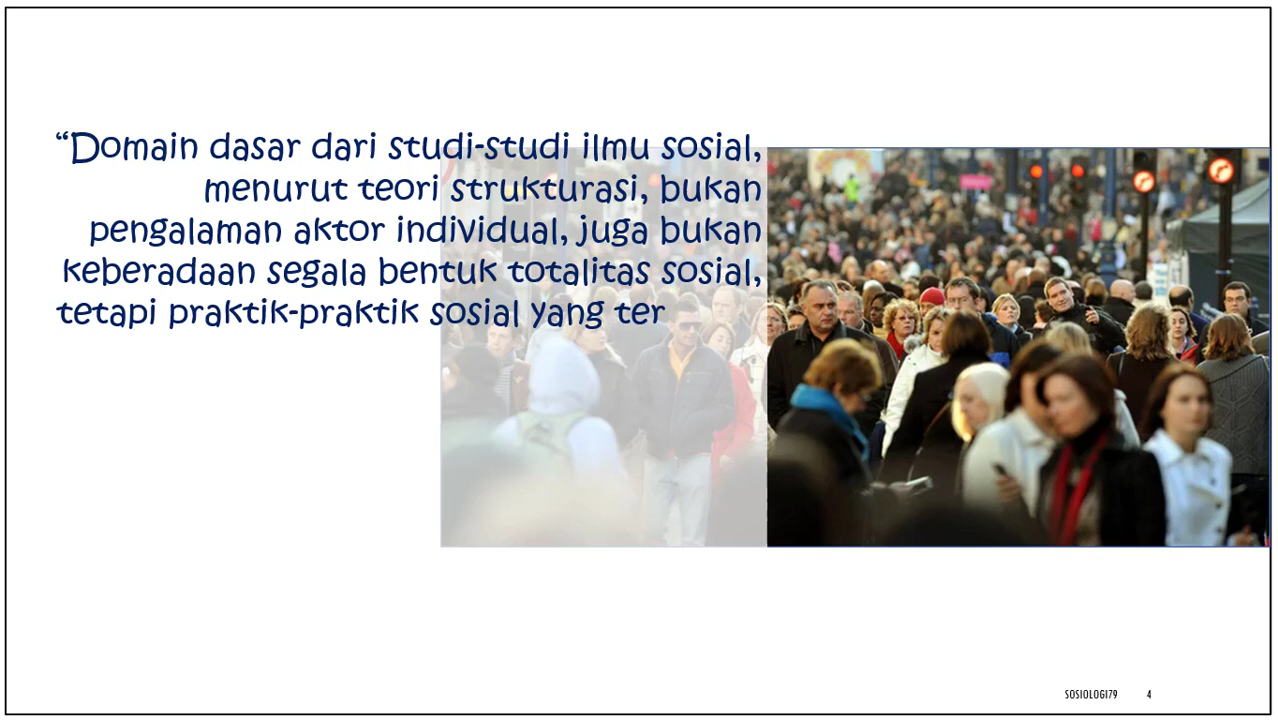 “Domain dasar dari studi-studi ilmu sosial,
menurut teori strukturasi, bukan
pengalaman aktor individual, juga bukan
keberadaan segala bentuk totalitas sosial,
tetapi praktik-praktik sosial yang ter
SOSIOLOGI79 4